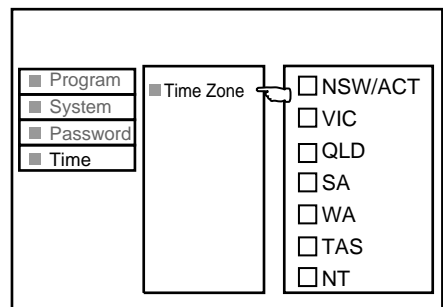 Program
System
Password
Time
Time Zone
NSW/ACT
VIC
QLD
SA
WA
TAS
NT